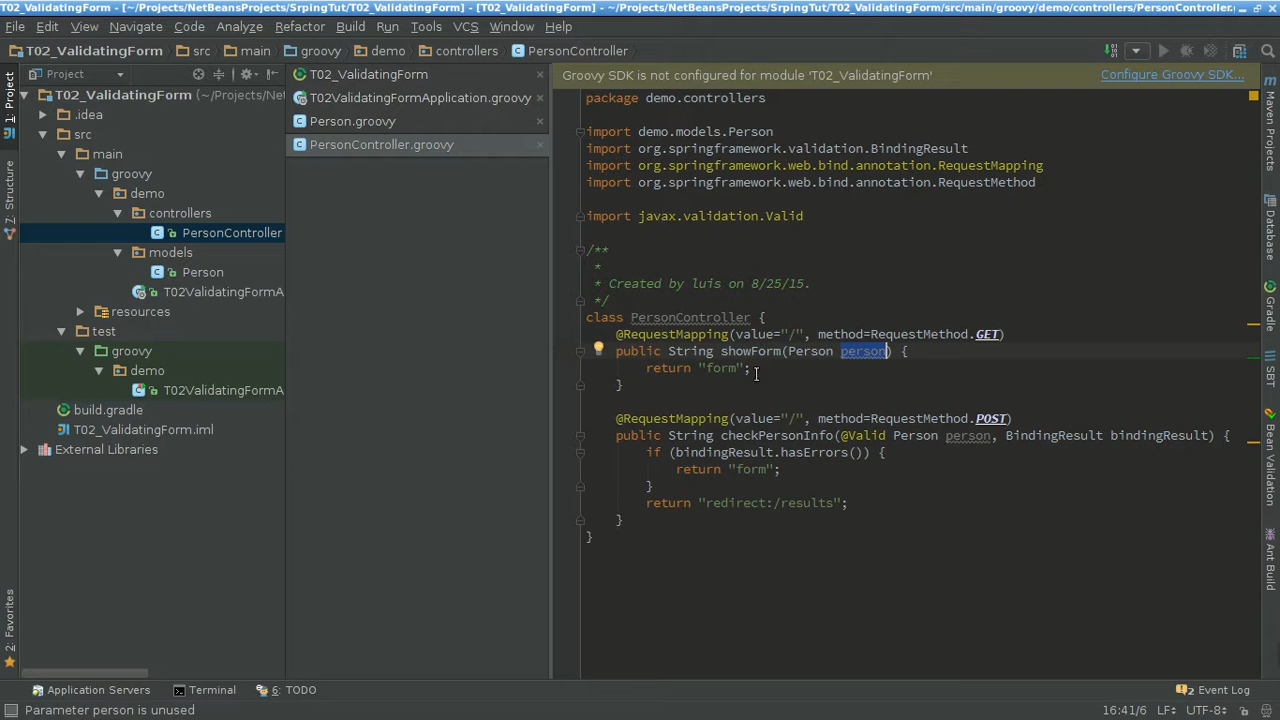 T02_ValidatingForm - [~/Projects/NetBeansProjects/SrpingTut/T02_ValidatingForm] - [T02_ValidatingForm] - ~/Projects/NetBeansProjects/SrpingTut/T02_ValidatingForm/src/main/groovy/demo/controllers/PersonController.g
File Edit View Navigate Code Analyze Refactor Build Run Tools VCS Window Help
T02_ValidatingForm src main groovy demo controllers PersonController
1: Project
7: Structure
2: Favorites
Project
T02_ValidatingForm (~/Projects/Net
.idea
src
main
groovy
demo
controllers
PersonController
models
Person
T02ValidatingFormA
resources
test
groovy
demo
T02ValidatingFormA
build.gradle
T02_ValidatingForm.iml
External Libraries
T02_ValidatingForm
T02ValidatingFormApplication.groovy
Person.groovy
PersonController.groovy
Groovy SDK is not configured for module 'T02_ValidatingForm' Configure Groovy SDK...
package demo.controllers
import demo.models.Person
import org.springframework.validation.BindingResult
import org.springframework.web.bind.annotation.RequestMapping
import org.springframework.web.bind.annotation.RequestMethod
import javax.validation.Valid
/**
*
* Created by luis on 8/25/15.
*/
class PersonController {
@RequestMapping(value="/", method=RequestMethod.GET)
public String showForm(Person person) {
return "form";
}
@RequestMapping(value="/", method=RequestMethod.POST)
public String checkPersonInfo(@Valid Person person, BindingResult bindingResult) {
if (bindingResult.hasErrors()) {
return "form";
}
return "redirect:/results";
}
}
Maven Projects
Database
Gradle
SBT
Bean Validation
Ant Build
Application Servers Terminal 6: TODO 2 Event Log
Parameter person is unused 16:41/6 LF÷ UTF-8÷